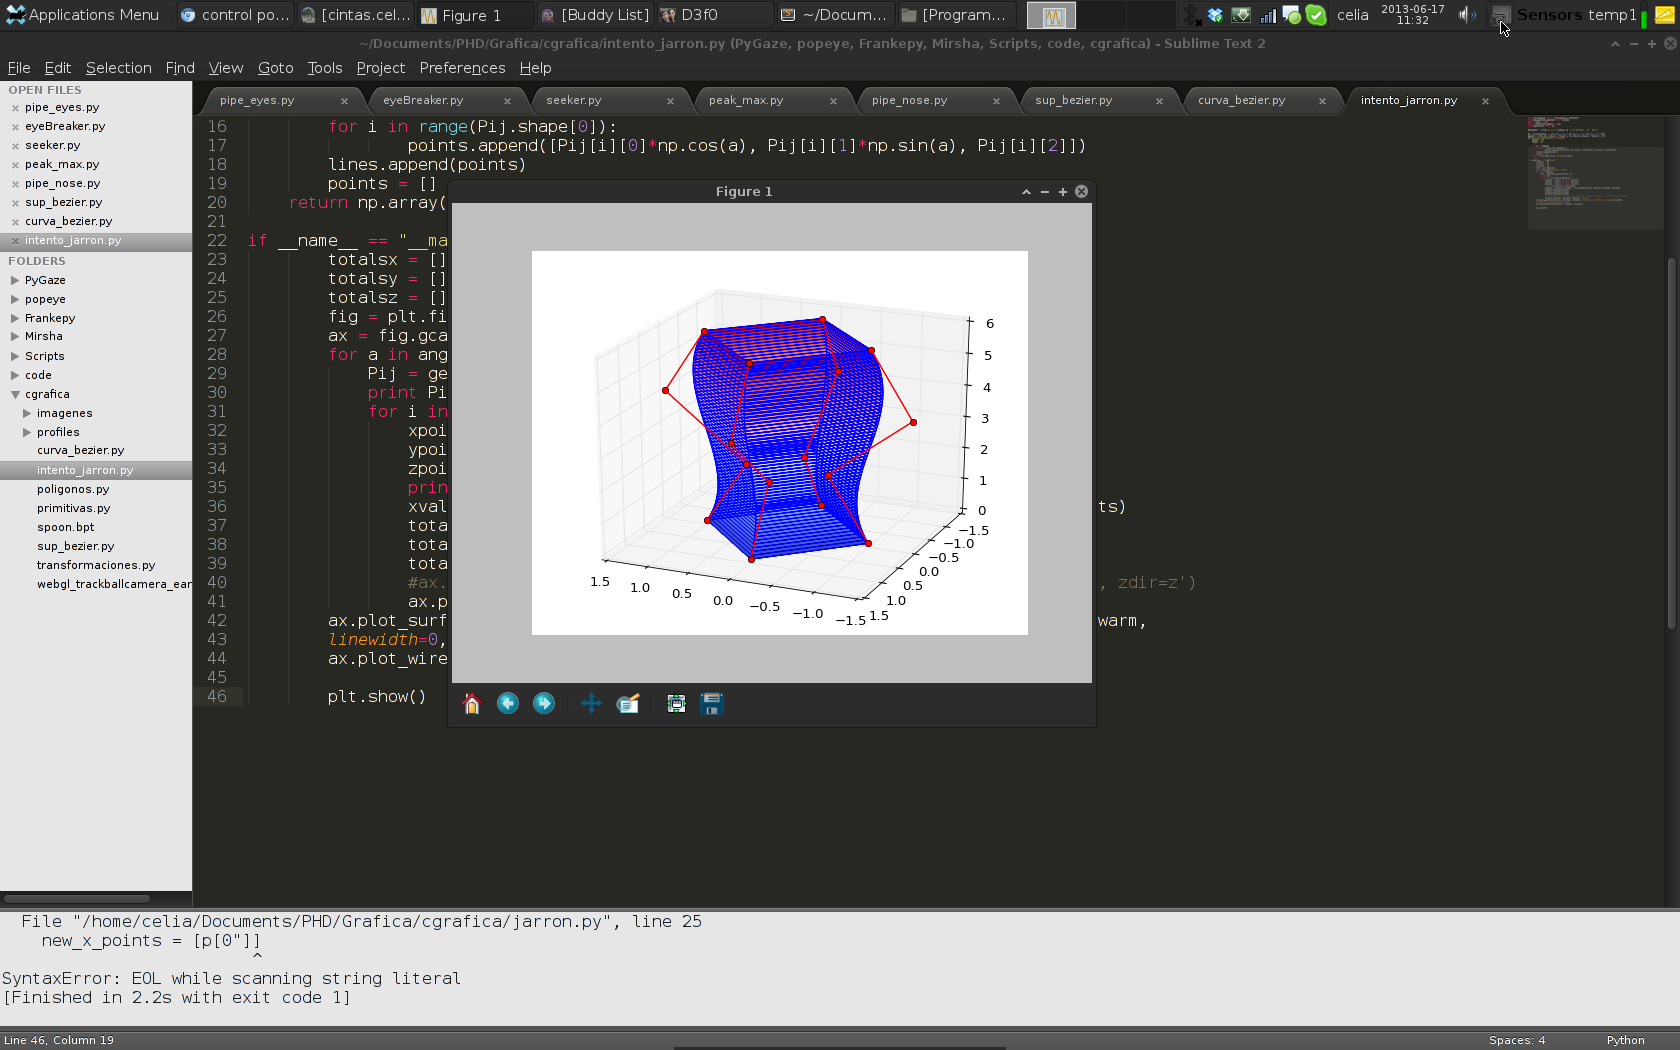 Applications Menu
control po...
[cintas.cel...
Figure 1
[Buddy List]
D3f0
~/Docum...
[Program...
celia
2013-06-17
11:32
Sensors temp1
~/Documents/PHD/Grafica/cgrafica/intento_jarron.py (PyGaze, popeye, Frankepy, Mirsha, Scripts, code, cgrafica) - Sublime Text 2
File Edit Selection Find View Goto Tools Project Preferences Help
OPEN FILES
pipe_eyes.py
eyeBreaker.py
seeker.py
peak_max.py
pipe_nose.py
sup_bezier.py
curva_bezier.py
intento_jarron.py
FOLDERS
PyGaze
popeye
Frankepy
Mirsha
Scripts
code
cgrafica
imagenes
profiles
curva_bezier.py
intento_jarron.py
poligonos.py
primitivas.py
spoon.bpt
sup_bezier.py
transformaciones.py
webgl_trackballcamera_ear
pipe_eyes.py
eyeBreaker.py
seeker.py
peak_max.py
pipe_nose.py
sup_bezier.py
curva_bezier.py
intento_jarron.py
16 for i in range(Pij.shape[0]):
17 points.append([Pij[i][0]*np.cos(a), Pij[i][1]*np.sin(a), Pij[i][2]])
18 lines.append(points)
19 points = []
20 return np.array(
21
22 if __name__ == "__ma
23 totalsx = []
24 totalsy = []
25 totalsz = []
26 fig = plt.fi
27 ax = fig.gca
28 for a in ang
29 Pij = ge
30 print Pi
31 for i in
32 xpoi
33 ypoi
34 zpoi
35 prin
36 xval ts)
37 tota
38 tota
39 tota
40 #ax. , zdir=z')
41 ax.p
42 ax.plot_surf warm,
43 linewidth=0,
44 ax.plot_wire
45
46 plt.show()
Figure 1
6
5
4
3
2
1
0
−1.5
−1.0
−0.5
0.0
0.5
1.0
1.5
1.5
1.0
0.5
0.0
−0.5
−1.0
−1.5
File "/home/celia/Documents/PHD/Grafica/cgrafica/jarron.py", line 25
new_x_points = [p[0"]]
^
SyntaxError: EOL while scanning string literal
[Finished in 2.2s with exit code 1]
Line 46, Column 19
Spaces: 4
Python